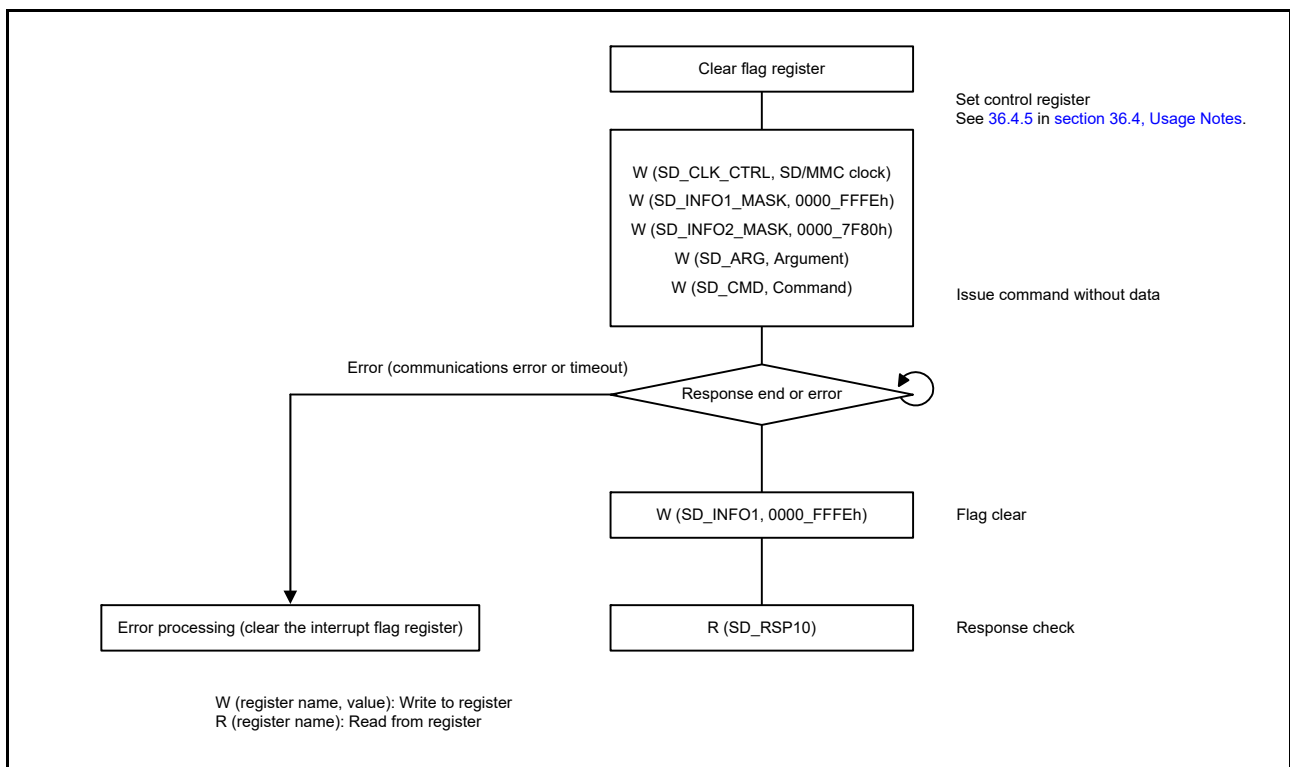 Clear flag register
Set control register
See 36.4.5 in section 36.4, Usage Notes.
W (SD_CLK_CTRL, SD/MMC clock)
W (SD_INFO1_MASK, 0000_FFFEh)
W (SD_INFO2_MASK, 0000_7F80h)
W (SD_ARG, Argument)
W (SD_CMD, Command)
Issue command without data
Error (communications error or timeout)
Response end or error
W (SD_INFO1, 0000_FFFEh)
Flag clear
Error processing (clear the interrupt flag register)
R (SD_RSP10)
Response check
W (register name, value): Write to register
R (register name): Read from register